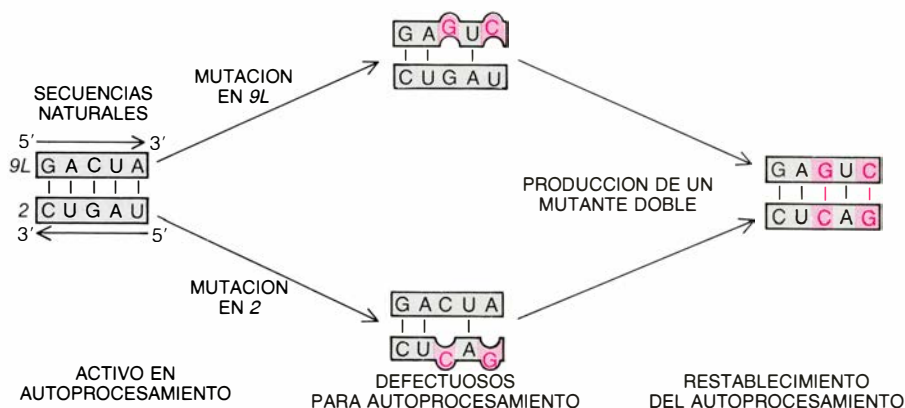 SECUENCIAS
NATURALES
5′ 3′
9L G A C U A
2 C U G A U
3′ 5′
ACTIVO EN
AUTOPROCESAMIENTO
MUTACION
EN 9L
G A G U C
C U G A U
MUTACION
EN 2
G A C U A
C U C A G
DEFECTUOSOS
PARA AUTOPROCESAMIENTO
PRODUCCION DE UN
MUTANTE DOBLE
G A G U C
C U C A G
RESTABLECIMIENTO
DEL AUTOPROCESAMIENTO